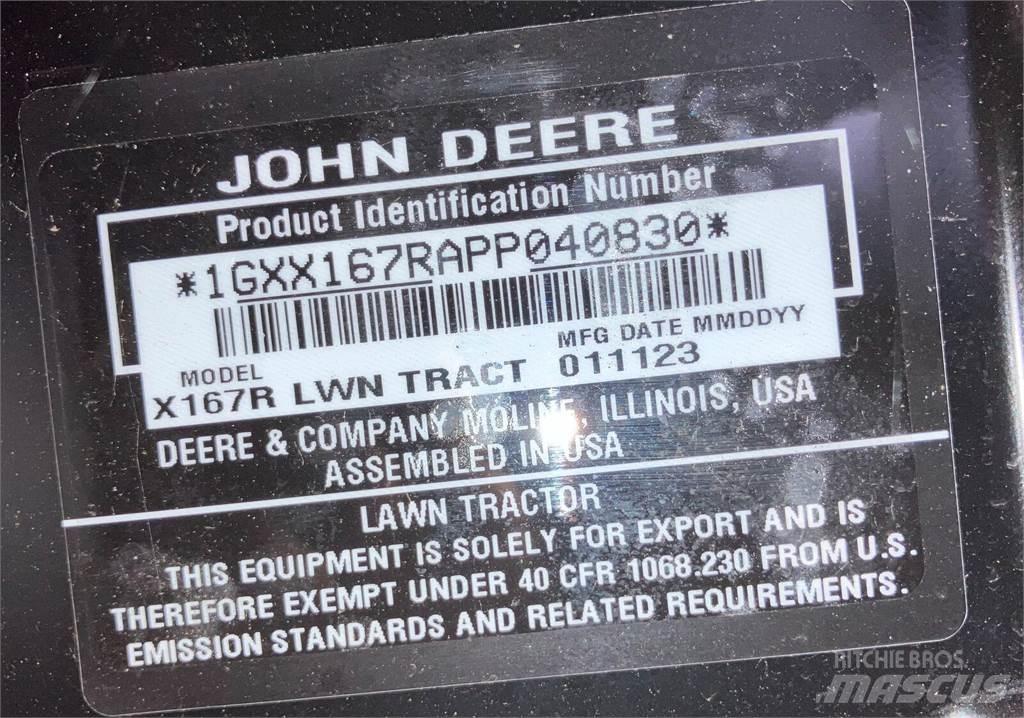 JOHN DEERE
Product Identification Number
*1GXX167RAPP040830*
MODEL MFG DATE MMDDYY
X167R LWN TRACT 011123
DEERE & COMPANY MOLINE, ILLINOIS, USA
ASSEMBLED IN USA
LAWN TRACTOR
THIS EQUIPMENT IS SOLELY FOR EXPORT AND IS
THEREFORE EXEMPT UNDER 40 CFR 1068.230 FROM U.S.
EMISSION STANDARDS AND RELATED REQUIREMENTS.
RITCHIE BROS.
MASCUS